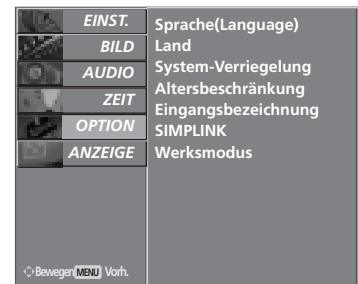 EINST.
BILD
AUDIO
ZEIT
OPTION
ANZEIGE
Sprache(Language)
Land
System-Verriegelung
Altersbeschränkung
Eingangsbezeichnung
SIMPLINK
Werksmodus
Bewegen MENU Vorh.